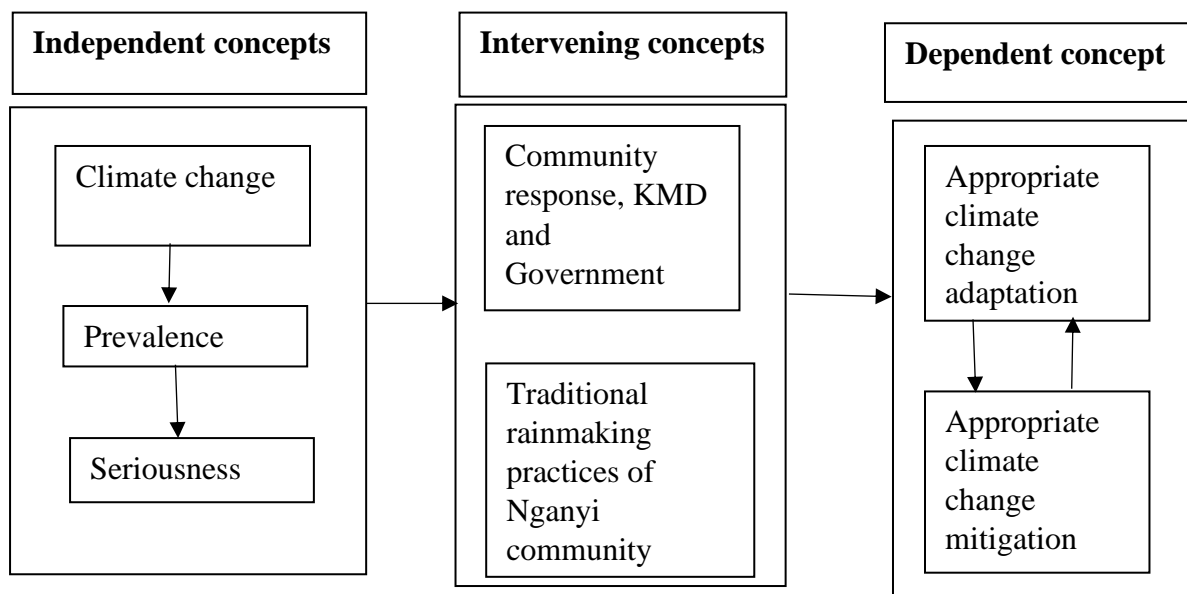 Independent concepts
Climate change
Prevalence
Seriousness
Intervening concepts
Community
response, KMD
and
Government
Traditional
rainmaking
practices of
Nganyi
community
Dependent concept
Appropriate
climate
change
adaptation
Appropriate
climate
change
mitigation